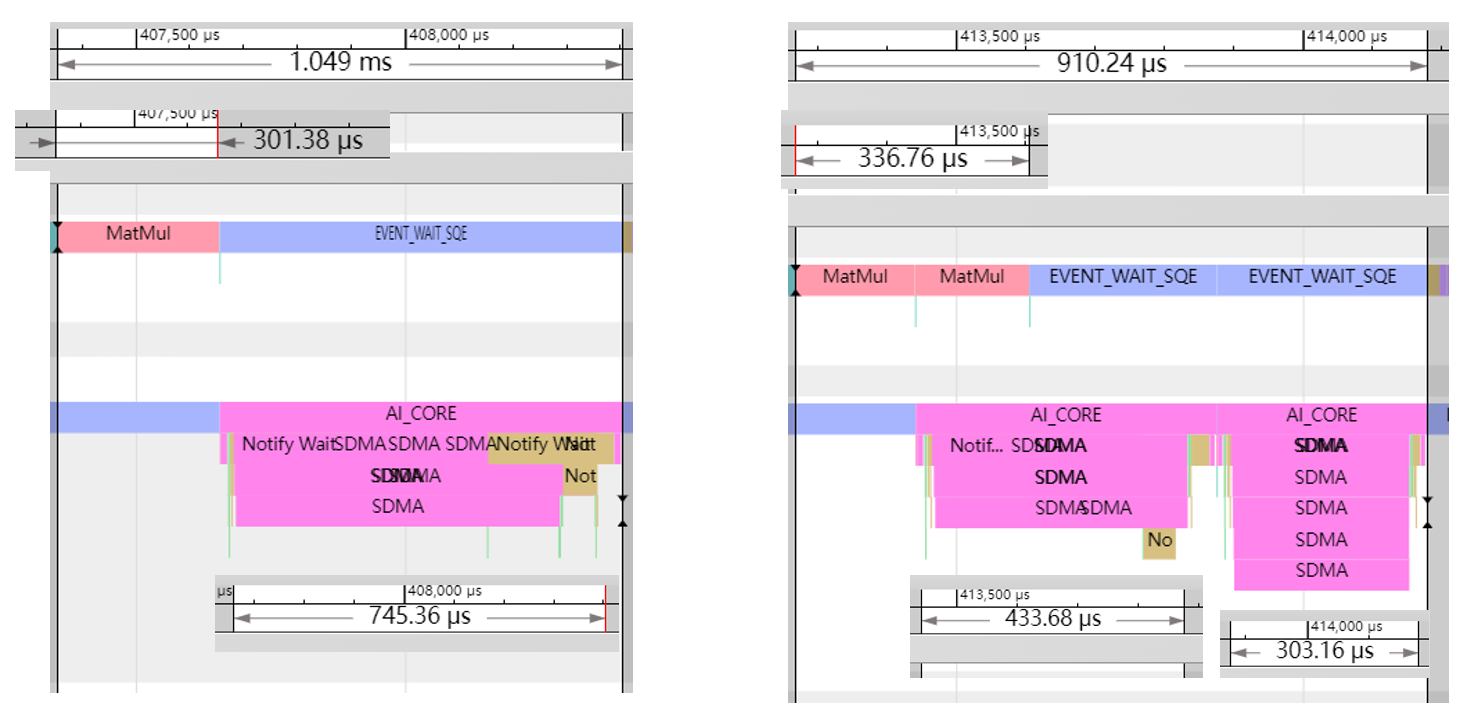 407,500 µs
408,000 µs
1.049 ms
407,500 µs
301.38 µs
MatMul
EVENT_WAIT_SQE
AI_CORE
Notify Wait
SDMA
SDMA
SDMA
Notify Wait
Not
SDMA
SDMA
Not
SDMA
408,000 µs
µs
745.36 µs
413,500 µs
414,000 µs
910.24 µs
413,500 µs
336.76 µs
MatMul
MatMul
EVENT_WAIT_SQE
EVENT_WAIT_SQE
AI_CORE
AI_CORE
Notif...
SDMA
SDMA
SDMA
SDMA
SDMA
SDMA
SDMA
SDMA
No
SDMA
SDMA
SDMA
413,500 µs
433.68 µs
414,000 µs
303.16 µs